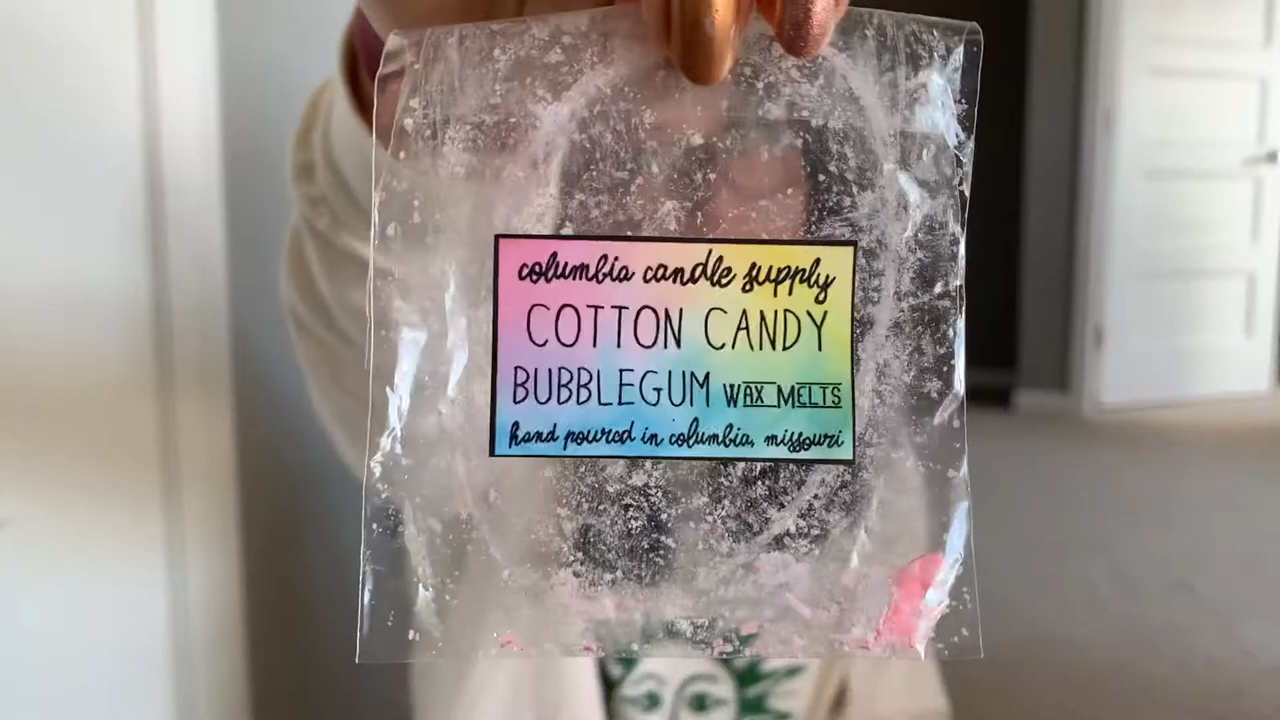 columbia candle supply
COTTON CANDY
BUBBLEGUM WAX MELTS
hand poured in columbia, missouri